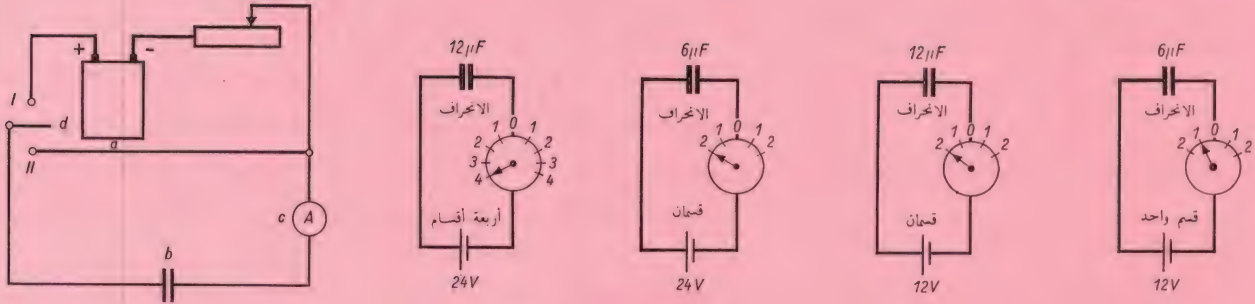 + -
I
d
a
II
c A
b
12µF
الانحراف
0
1 1
2 2
3 3
4 4
أربعة أقسام
24V
6µF
الانحراف
0
1 1
2 2
قسمان
24V
12µF
الانحراف
0
1 1
2 2
قسمان
12V
6µF
الانحراف
0
1 1
2 2
قسم واحد
12V